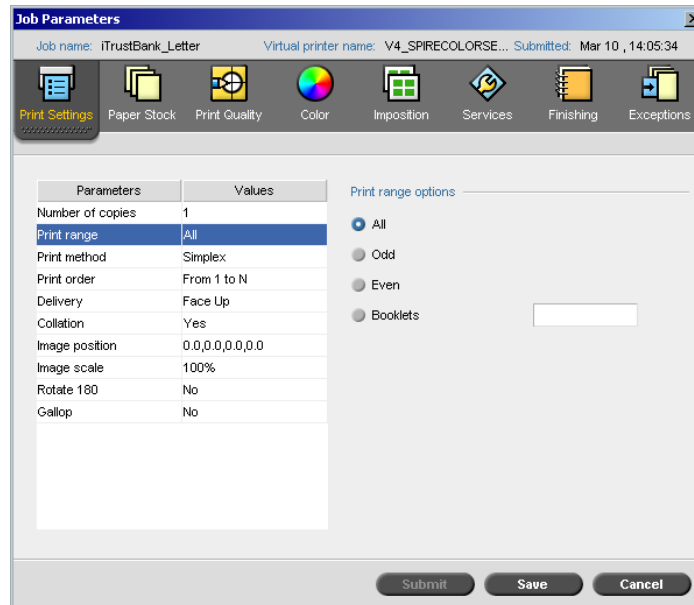 Job Parameters
Job name: iTrustBank_Letter Virtual printer name: V4_SPIRECOLORSE... Submitted: Mar 10 , 14:05:34
Print Settings Paper Stock Print Quality Color Imposition Services Finishing Exceptions
Parameters Values
Print range options
Number of copies 1
All
Print range All
Print method Simplex
Odd
Print order From 1 to N
Even
Delivery Face Up
Collation Yes
Booklets
Image position 0.0,0.0,0.0,0.0
Image scale 100%
Rotate 180 No
Gallop No
Submit Save Cancel